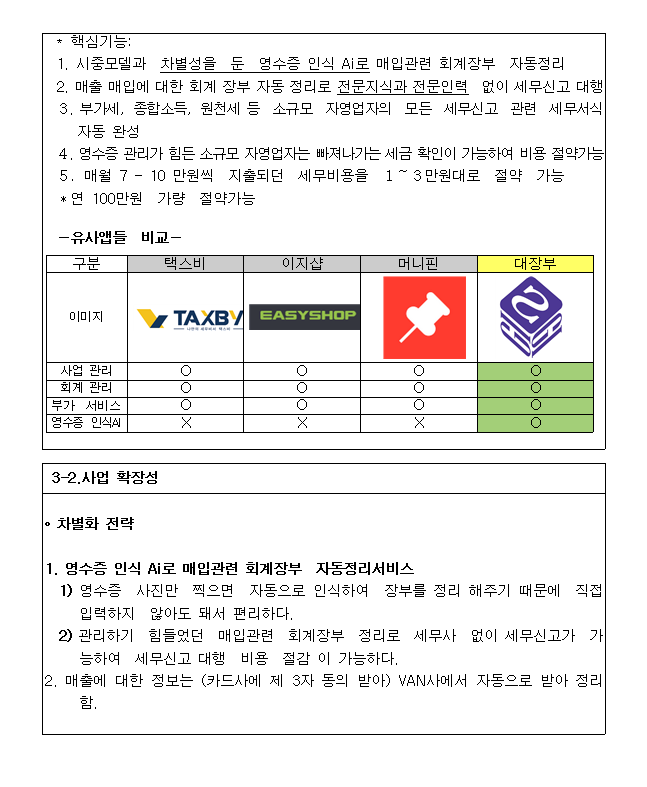 * 핵심기능:
1. 시중모델과 차별성을 둔 영수증 인식 Ai로 매입관련 회계장부 자동정리
2. 매출 매입에 대한 회계 장부 자동 정리로 전문지식과 전문인력 없이 세무신고 대행
3. 부가세, 종합소득, 원천세 등 소규모 자영업자의 모든 세무신고 관련 세무서식
자동 완성
4. 영수증 관리가 힘든 소규모 자영업자는 빠져나가는 세금 확인이 가능하여 비용 절약가능
5. 매월 7 - 10 만원씩 지출되던 세무비용을 1 ~ 3만원대로 절약 가능
*연 100만원 가량 절약가능
-유사앱들 비교-
구분 택스비 이지샵 머니핀 대장부
이미지 TAXBY EASYSHOP
나만의 세무비서 택스비
사업 관리 ○ ○ ○ ○
회계 관리 ○ ○ ○ ○
부가 서비스 ○ ○ ○ ○
영수증 인식AI X X X ○
3-2.사업 확장성
∘ 차별화 전략
1. 영수증 인식 Ai로 매입관련 회계장부 자동정리서비스
1) 영수증 사진만 찍으면 자동으로 인식하여 장부를 정리 해주기 때문에 직접
입력하지 않아도 돼서 편리하다.
2) 관리하기 힘들었던 매입관련 회계장부 정리로 세무사 없이 세무신고가 가
능하여 세무신고 대행 비용 절감 이 가능하다.
2. 매출에 대한 정보는 (카드사에 제 3자 동의 받아) VAN사에서 자동으로 받아 정리
함.